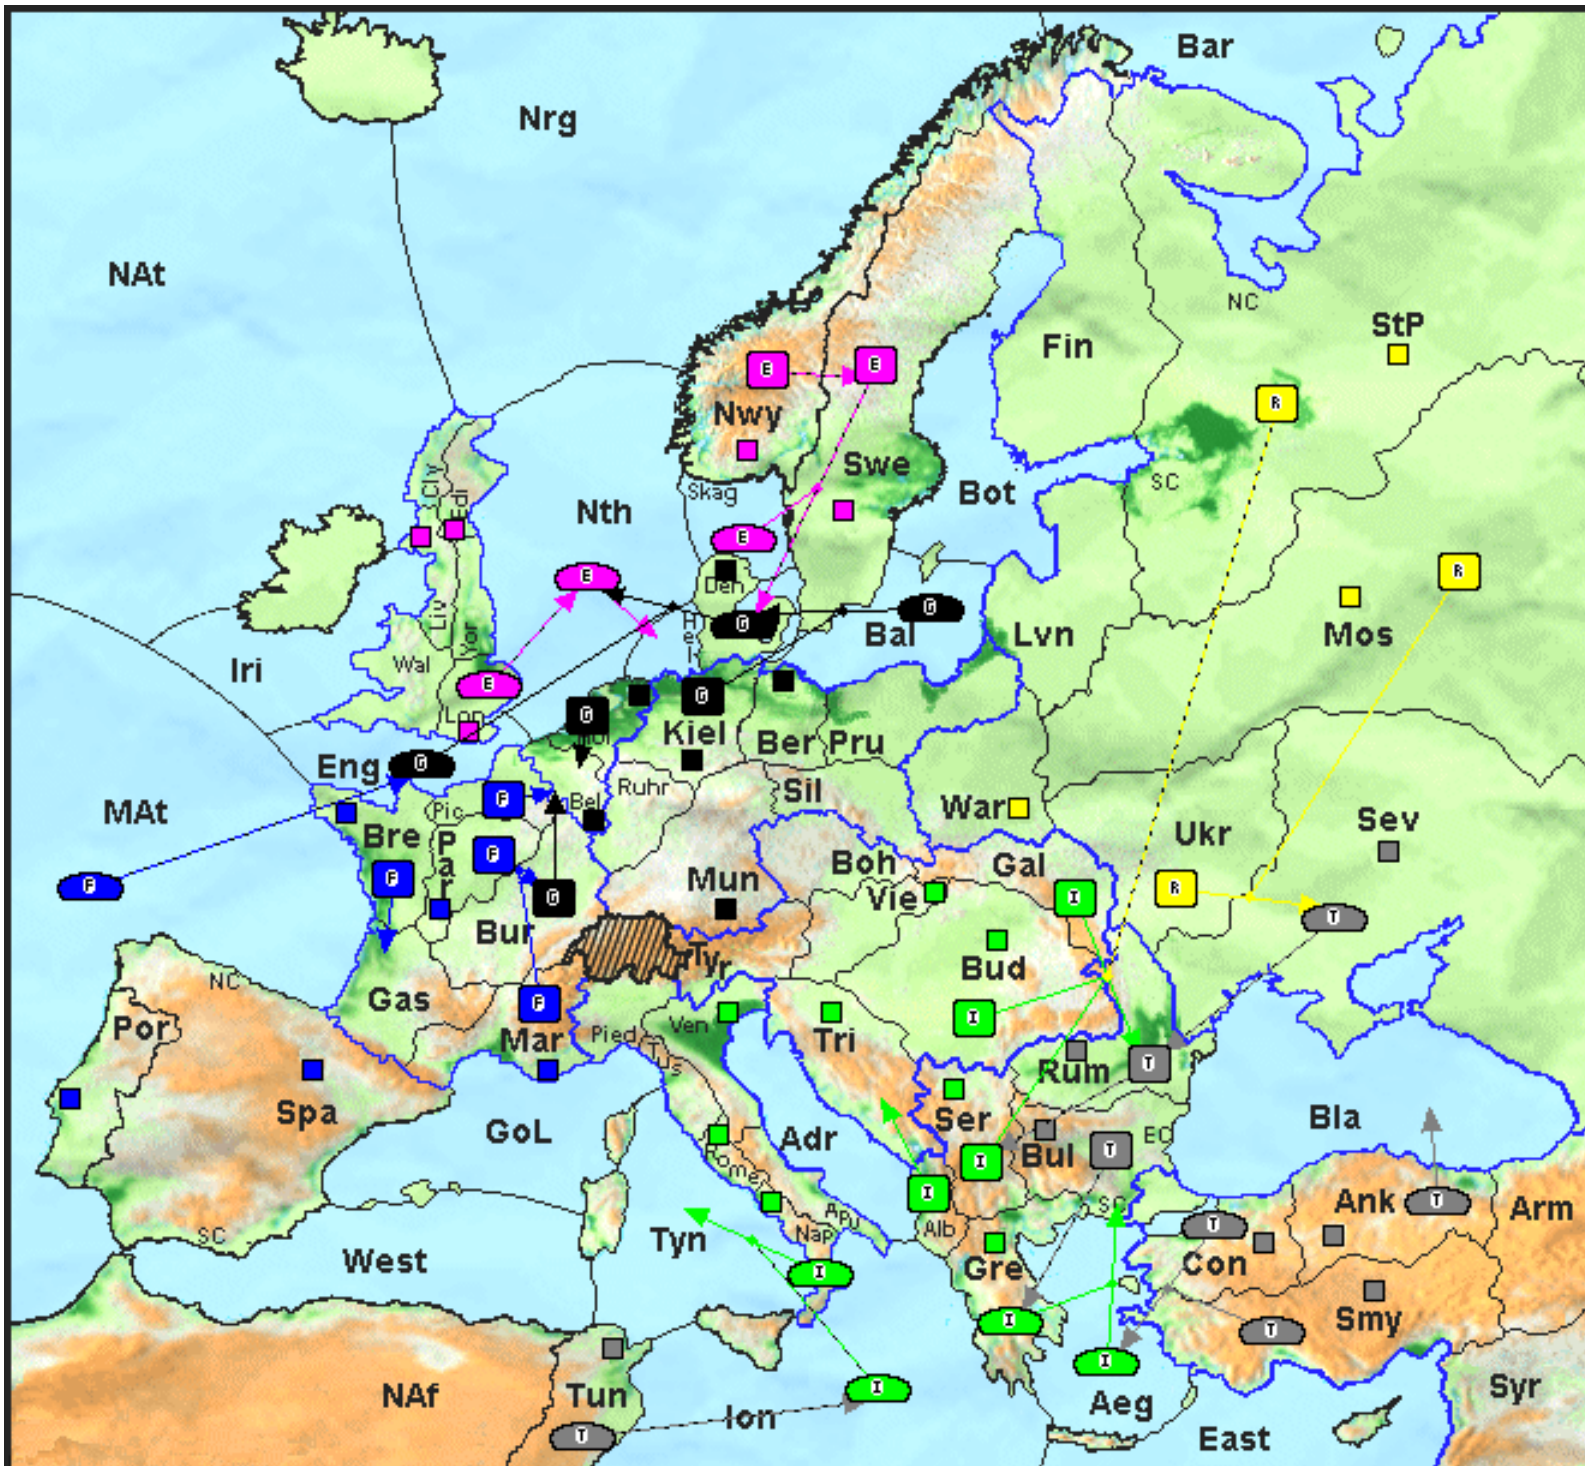 Bar
Nrg
NAt
NC
StP
Fin
E
E
R
Nwy
Swe
SC
Skag
Bot
Cly
Edi
Nth
E
E
R
Den
G
G
Hel
Bal
Lvn
Mos
Liv
Yor
Iri
Wal
E
G
G
Lon
Hol
Kiel
Ber
Pru
Eng
G
Ruhr
Sil
MAt
F
Pic
Bel
War
Ukr
Sev
Bre
Par
F
Boh
Gal
F
F
G
Mun
Vie
I
R
T
Bur
Tyr
Bud
NC
Gas
F
I
Por
Mar
Pied
Ven
Tri
Tus
Rum
T
Spa
Ser
Bla
GoL
Adr
Bul
T
EC
Rome
I
I
Ank
T
Arm
SC
Tyn
Apu
Nap
Alb
SC
T
West
I
Gre
Con
I
Smy
T
I
NAf
Tun
I
Ion
Aeg
Syr
T
East